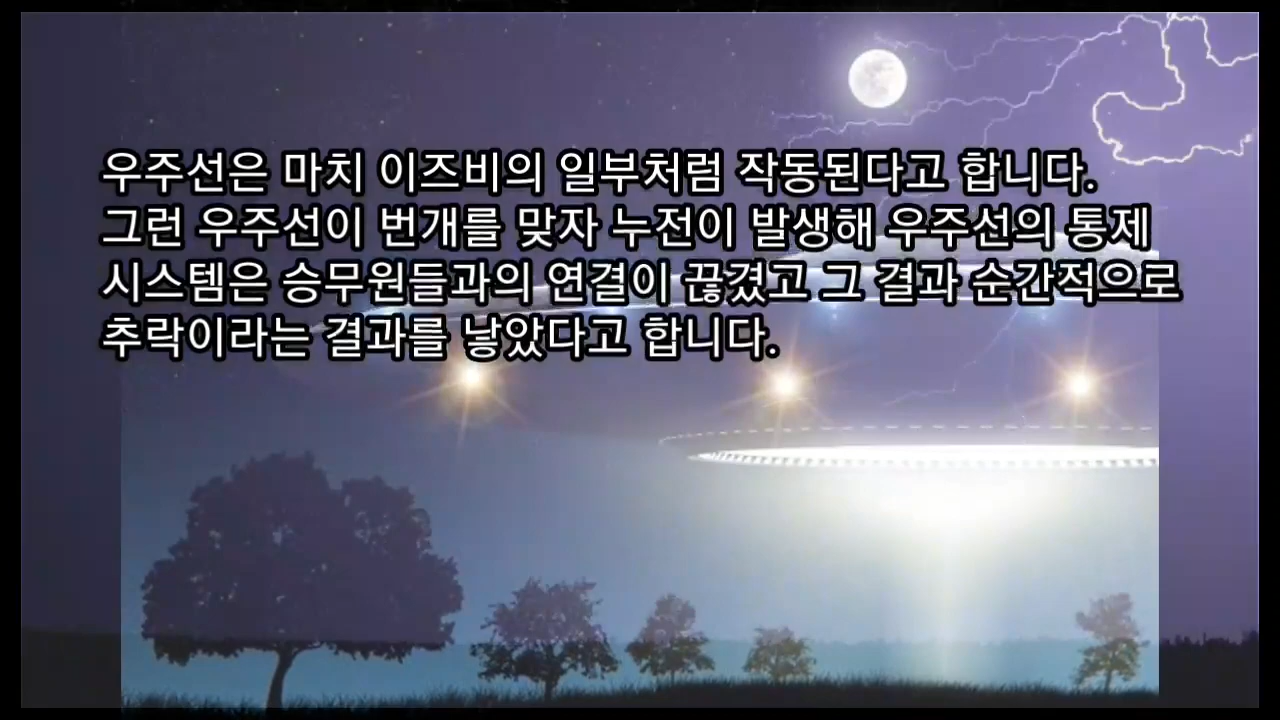 우주선은 마치 이즈비의 일부처럼 작동된다고 합니다.
그런 우주선이 번개를 맞자 누전이 발생해 우주선의 통제
시스템은 승무원들과의 연결이 끊겼고 그 결과 순간적으로
추락이라는 결과를 낳았다고 합니다.